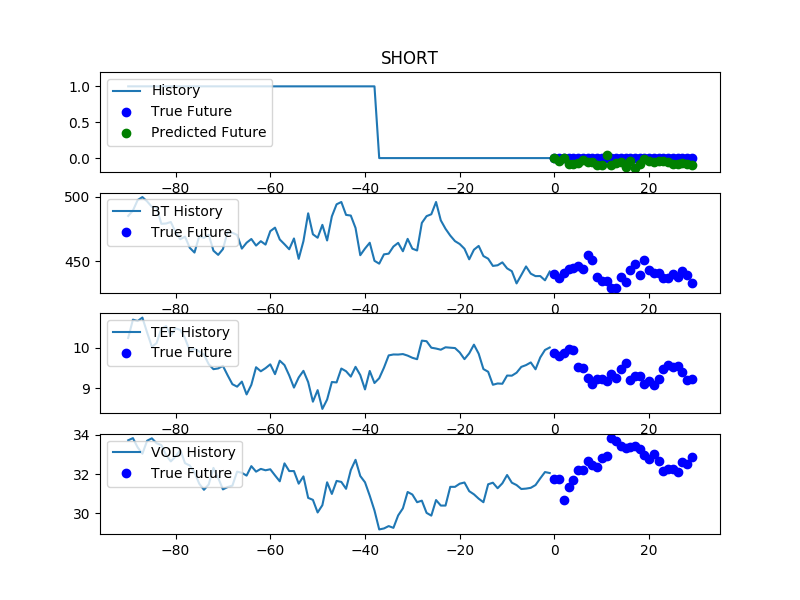 SHORT
1.0
0.5
0.0
History
True Future
Predicted Future
−80 −60 −40 −20 0 20
500
450
BT History
True Future
−80 −60 −40 −20 0 20
10
9
TEF History
True Future
−80 −60 −40 −20 0 20
34
32
30
VOD History
True Future
−80 −60 −40 −20 0 20